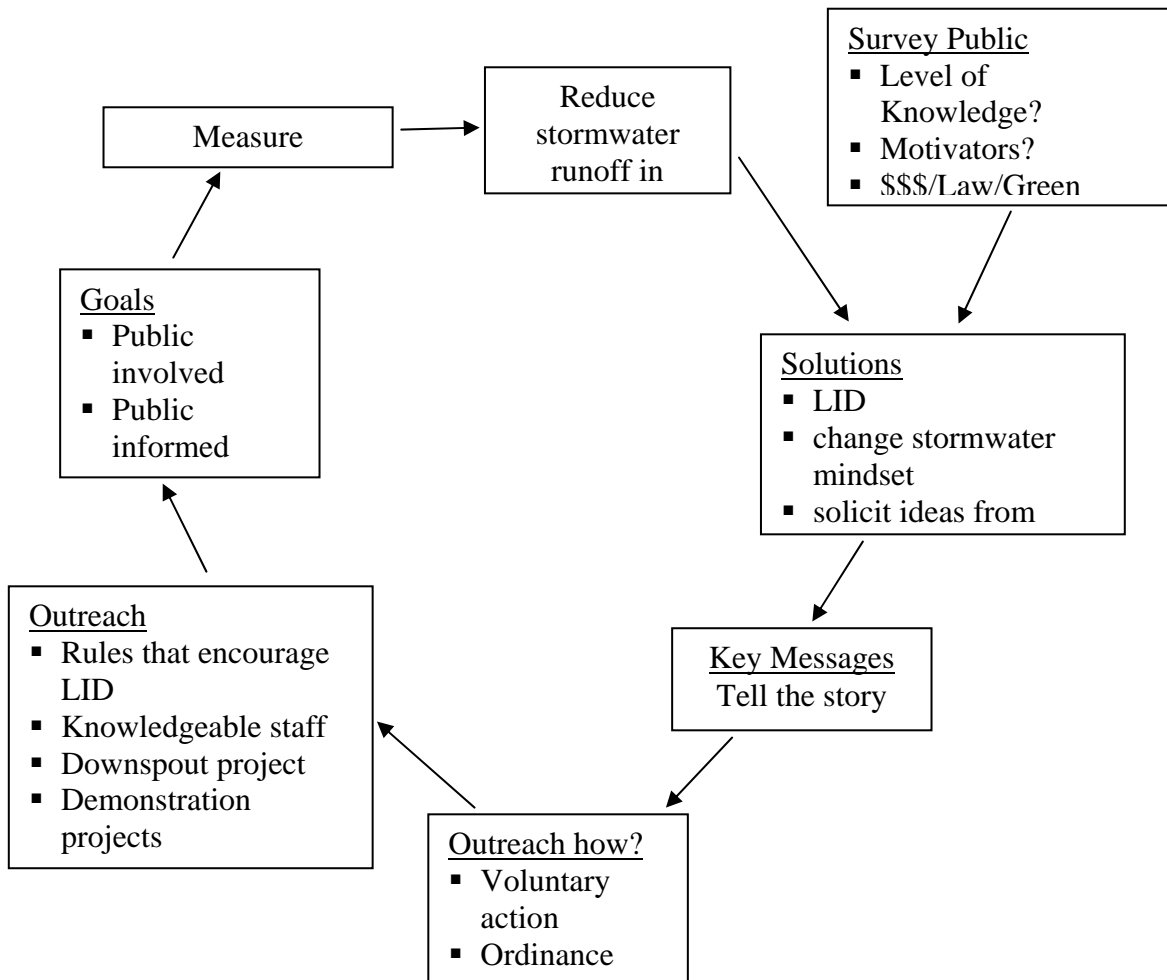 Measure
Reduce
stormwater
runoff in
Survey Public
▪ Level of
Knowledge?
▪ Motivators?
▪ $$$/Law/Green
Goals
▪ Public
involved
▪ Public
informed
Solutions
▪ LID
▪ change stormwater
mindset
▪ solicit ideas from
Outreach
▪ Rules that encourage
LID
▪ Knowledgeable staff
▪ Downspout project
▪ Demonstration
projects
Key Messages
Tell the story
Outreach how?
▪ Voluntary
action
▪ Ordinance